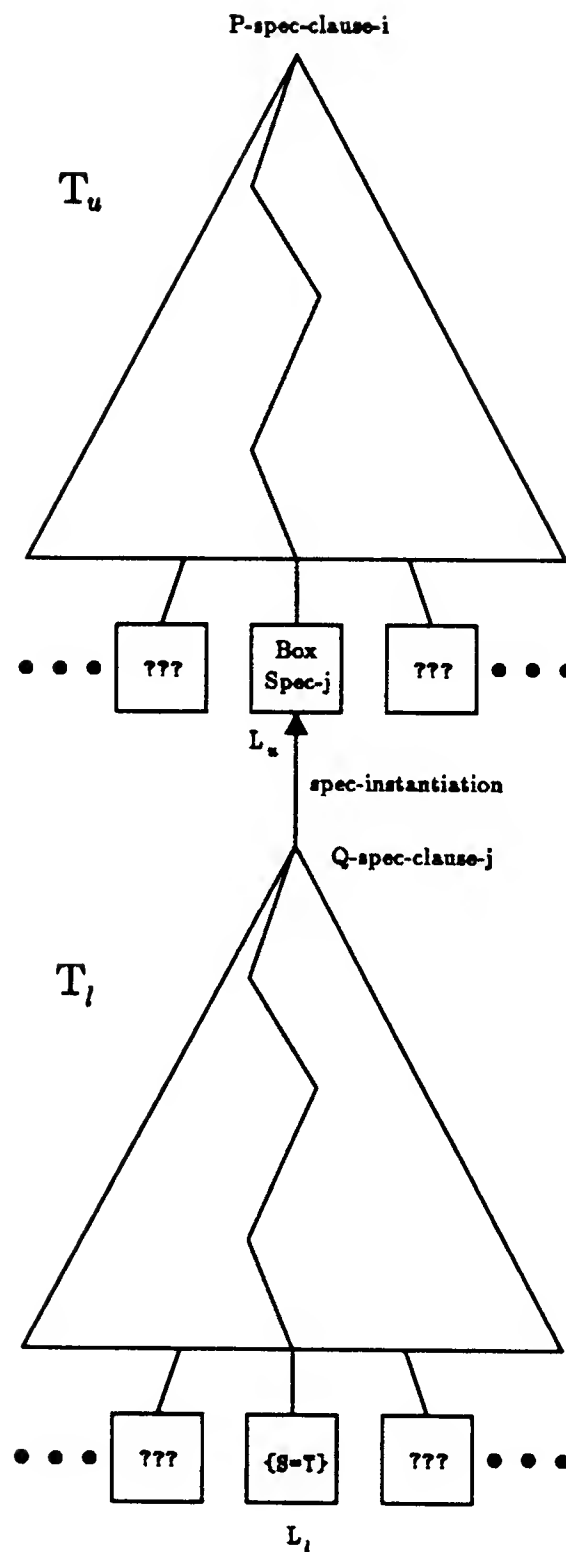 P-spec-clause-i
T_u
??? Box ???
Spec-j
L_u
spec-instantiation
Q-spec-clause-j
T_l
??? {S=T} ???
L_l